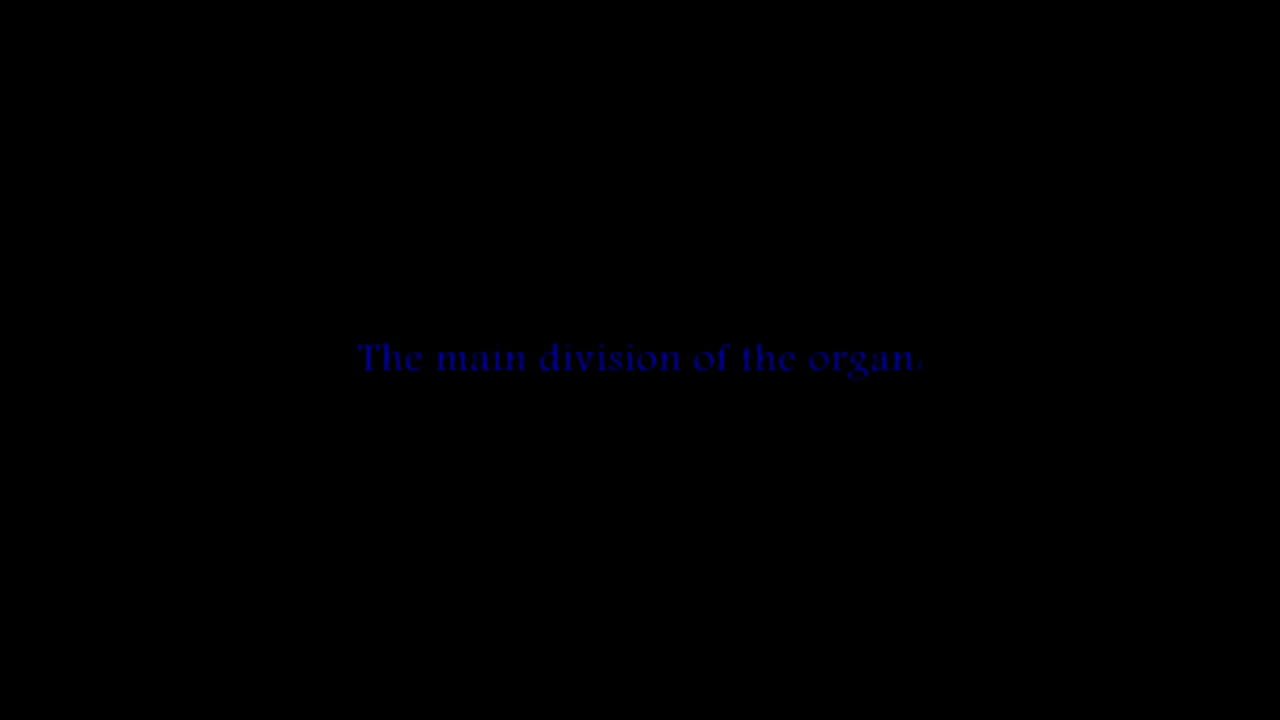 The main division of the organ.